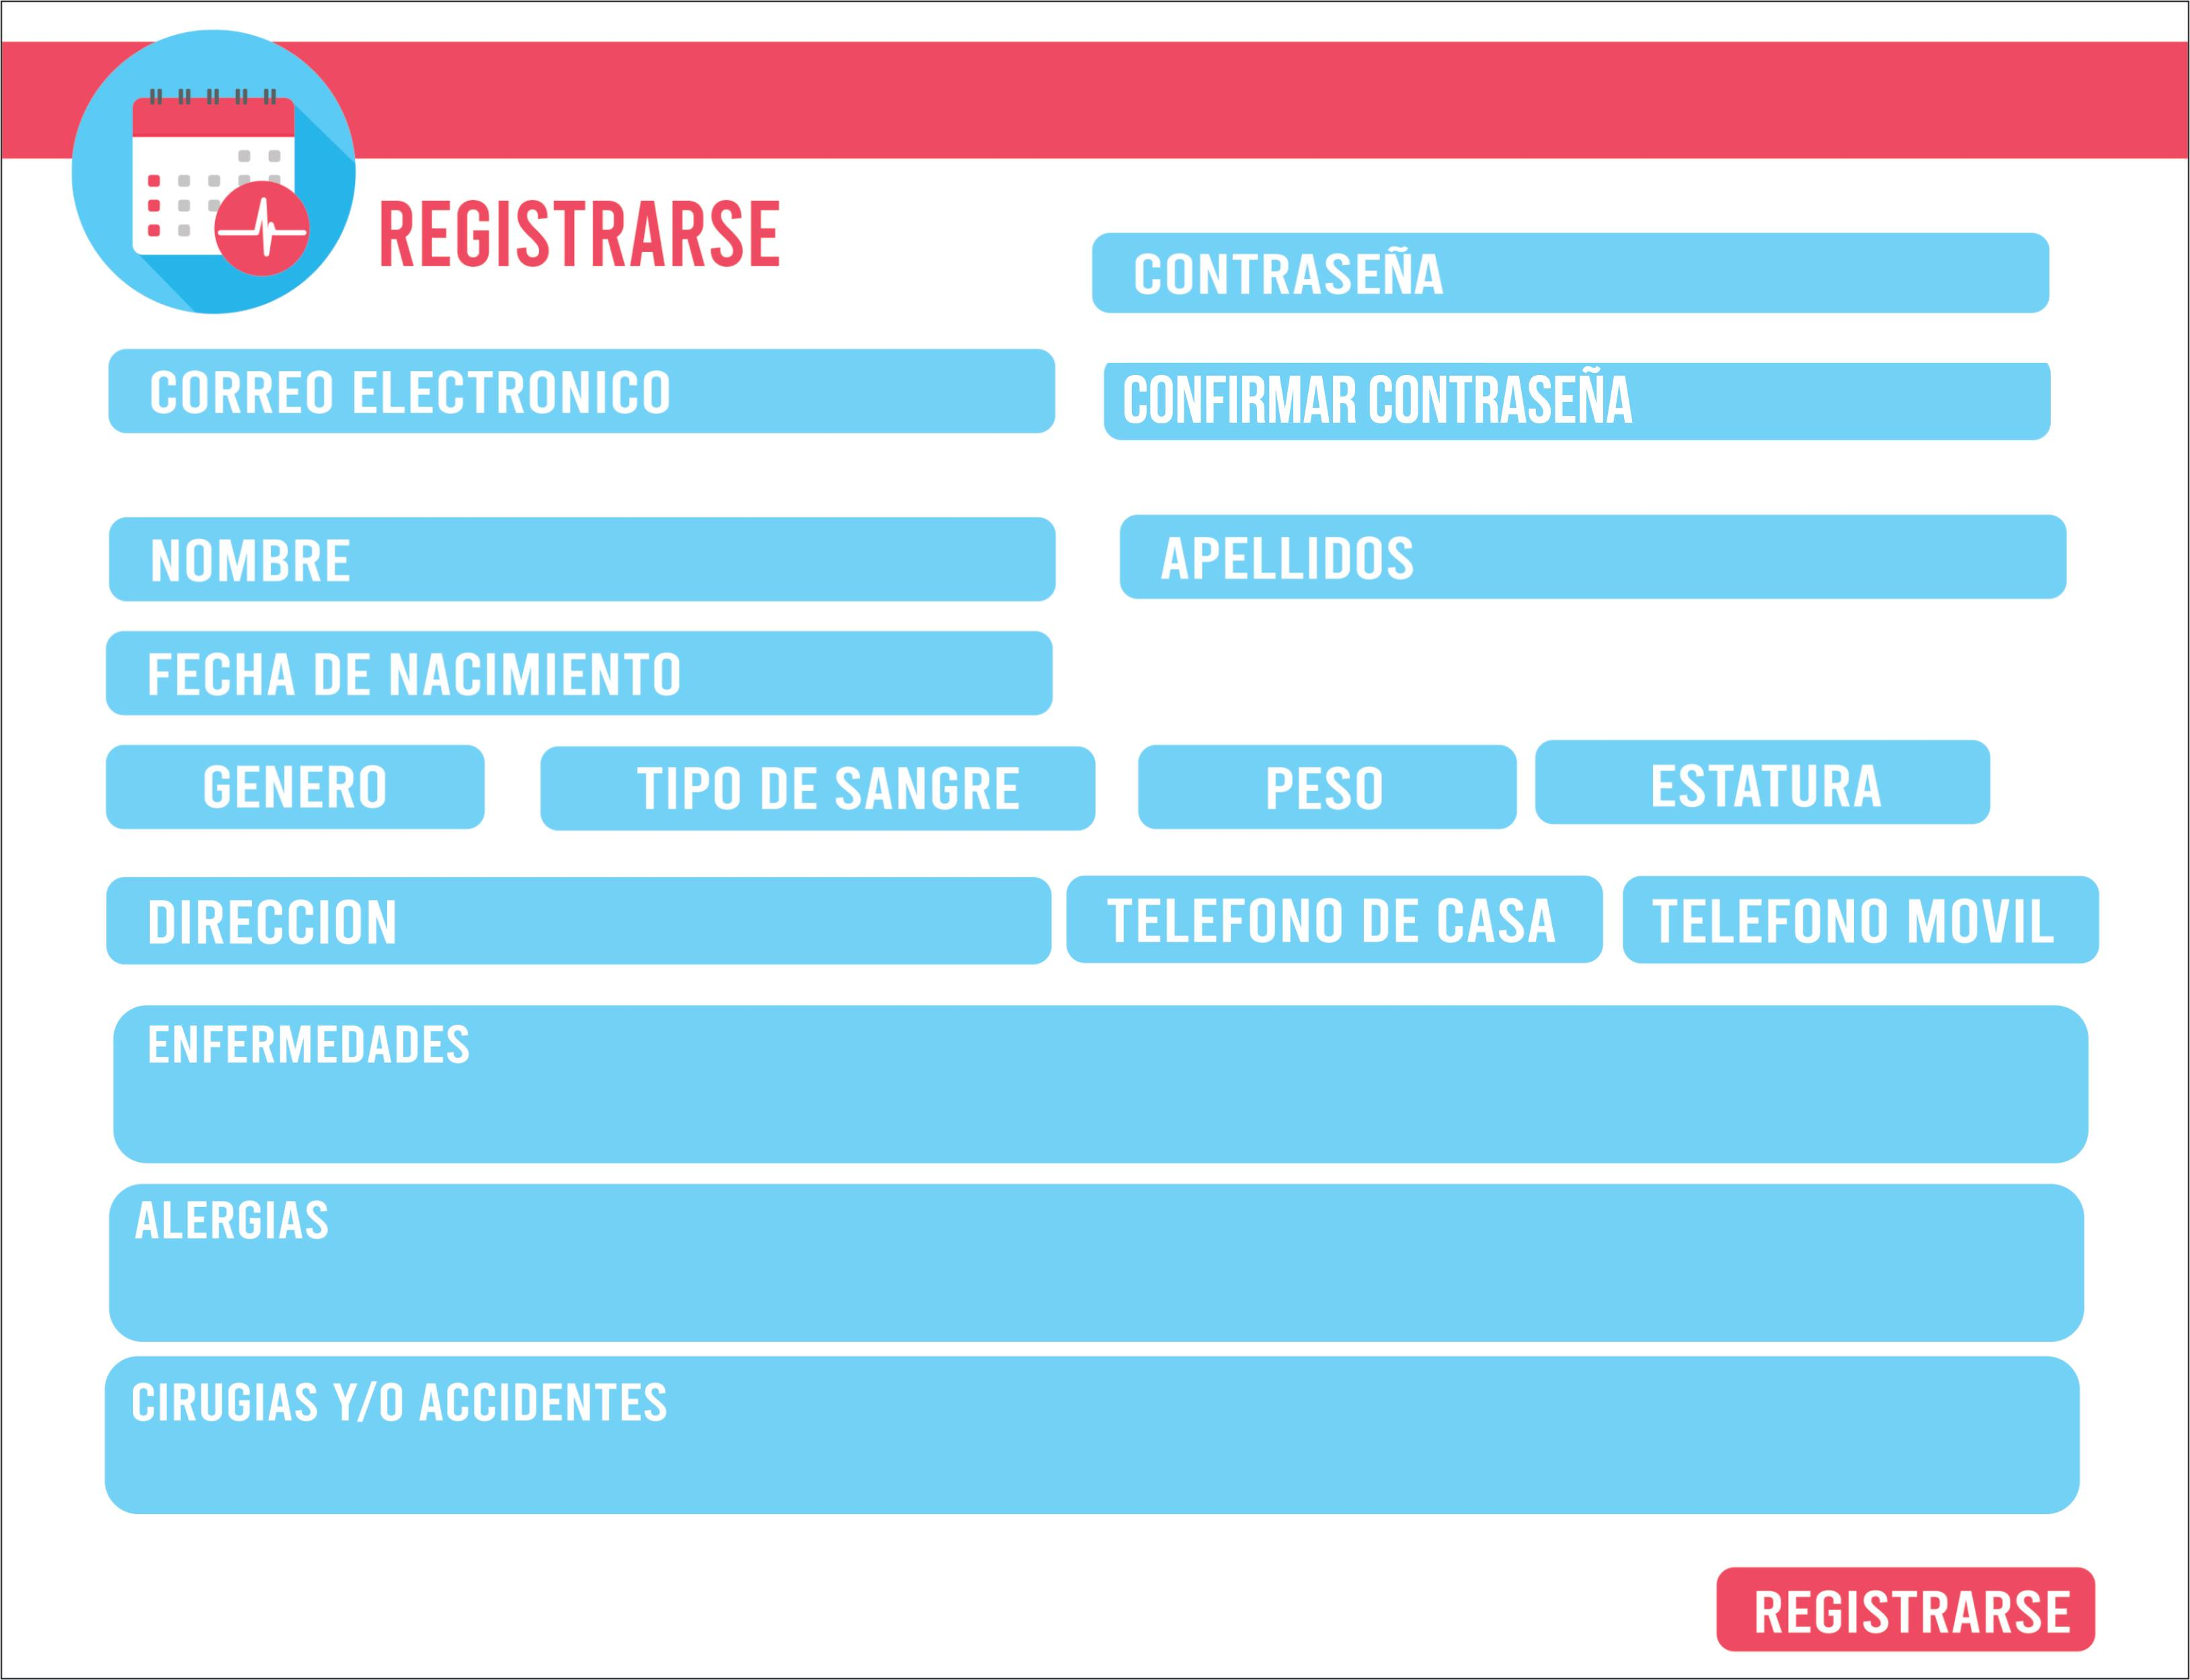 REGISTRARSE
CONTRASEÑA
CORREO ELECTRONICO
CONFIRMAR CONTRASEÑA
NOMBRE
APELLIDOS
FECHA DE NACIMIENTO
GENERO
TIPO DE SANGRE
PESO
ESTATURA
DIRECCION
TELEFONO DE CASA
TELEFONO MOVIL
ENFERMEDADES
ALERGIAS
CIRUGIAS Y/O ACCIDENTES
REGISTRARSE